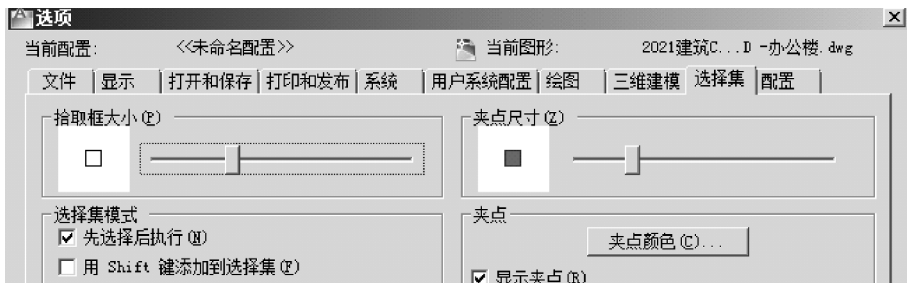 选项
当前配置: <<未命名配置>> 当前图形: 2021建筑C...D -办公楼.dwg
文件 显示 打开和保存 打印和发布 系统 用户系统配置 绘图 三维建模 选择集 配置
拾取框大小(P) 夹点尺寸(Z)
选择集模式 夹点
先选择后执行(N) 夹点颜色(C)...
用 Shift 键添加到选择集(F) 显示夹点(R)